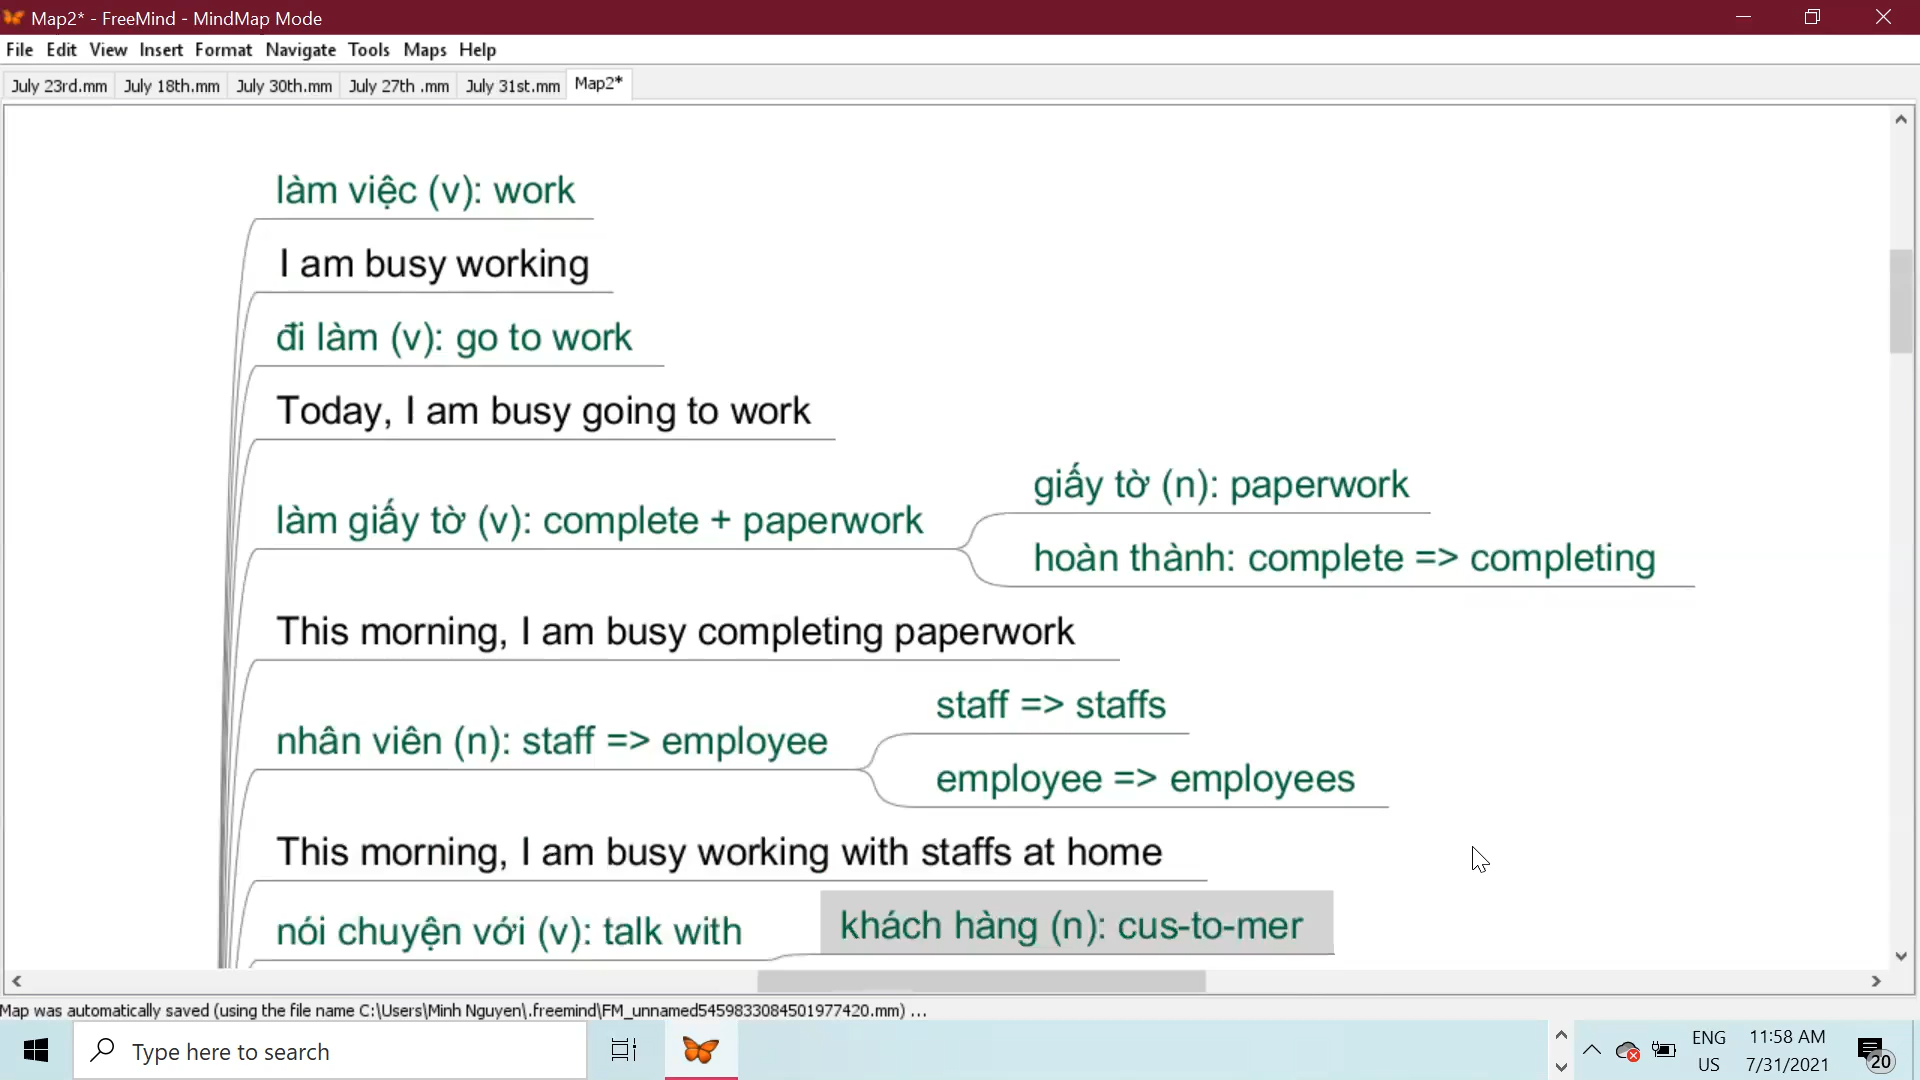 Map2* - FreeMind - MindMap Mode
File Edit View Insert Format Navigate Tools Maps Help
July 23rd.mm July 18th.mm July 30th.mm July 27th .mm July 31st.mm Map2*
làm việc (v): work
I am busy working
đi làm (v): go to work
Today, I am busy going to work
làm giấy tờ (v): complete + paperwork
giấy tờ (n): paperwork
hoàn thành: complete => completing
This morning, I am busy completing paperwork
nhân viên (n): staff => employee
staff => staffs
employee => employees
This morning, I am busy working with staffs at home
nói chuyện với (v): talk with
khách hàng (n): cus-to-mer
Map was automatically saved (using the file name C:\Users\Minh Nguyen\.freemind\FM_unnamed5459833084501977420.mm) ...
Type here to search
ENG
US
11:58 AM
7/31/2021
20